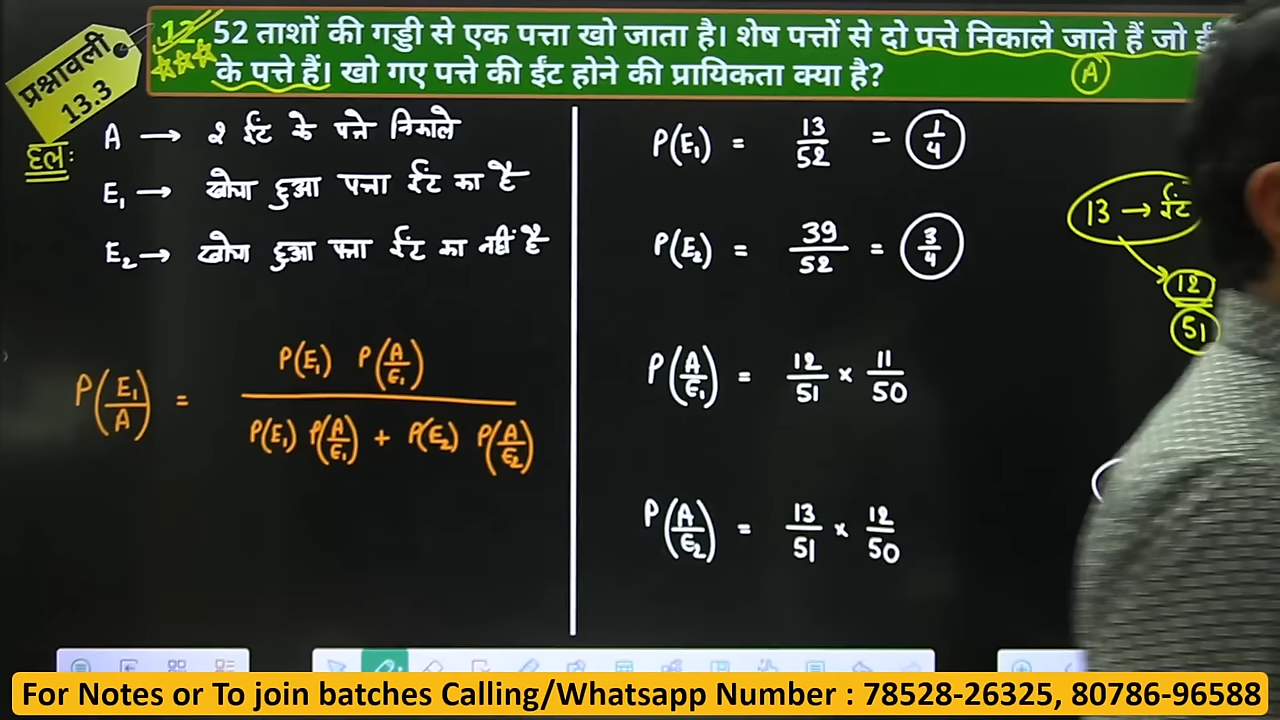 प्रश्नावली
13.3
12. 52 ताशों की गड्डी से एक पत्ता खो जाता है। शेष पत्तों से दो पत्ते निकाले जाते हैं जो
के पत्ते हैं। खो गए पत्ते की ईंट होने की प्रायिकता क्या है?
A
हल:
A → 2 ईंट के पत्ते निकाले
E₁ → खोया हुआ पत्ता ईंट का है
E₂ → खोया हुआ पत्ता ईंट का नहीं है
P(E₁/A) = P(E₁) P(A/E₁) / P(E₁) P(A/E₁) + P(E₂) P(A/E₂)
P(E₁) = 13/52 = 1/4
P(E₂) = 39/52 = 3/4
P(A/E₁) = 12/51 × 11/50
P(A/E₂) = 13/51 × 12/50
13 → ईंट
12
51
For Notes or To join batches Calling/Whatsapp Number : 78528-26325, 80786-96588